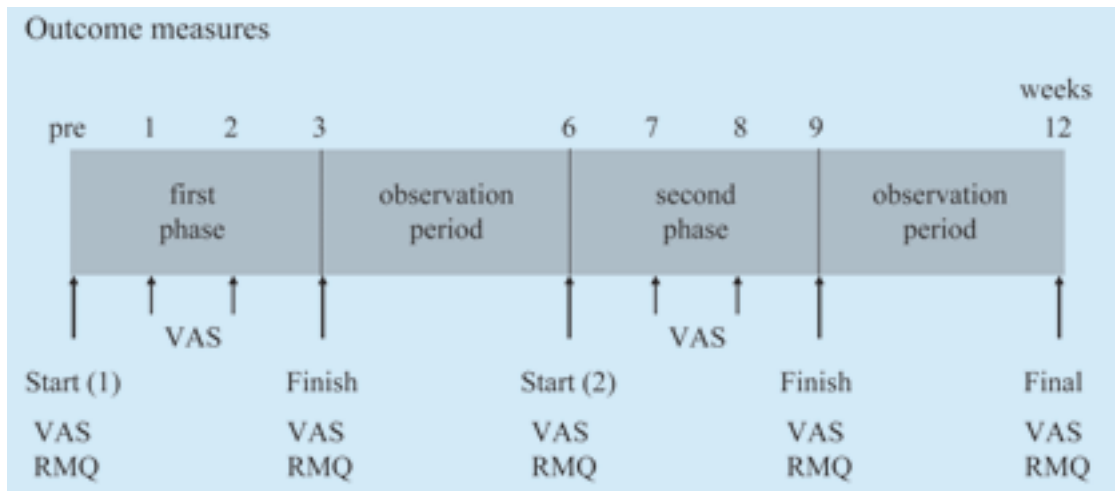 Outcome measures
weeks
pre 1 2 3 6 7 8 9 12
first phase
observation period
second phase
observation period
VAS VAS
Start (1) Finish Start (2) Finish Final
VAS VAS VAS VAS VAS
RMQ RMQ RMQ RMQ RMQ